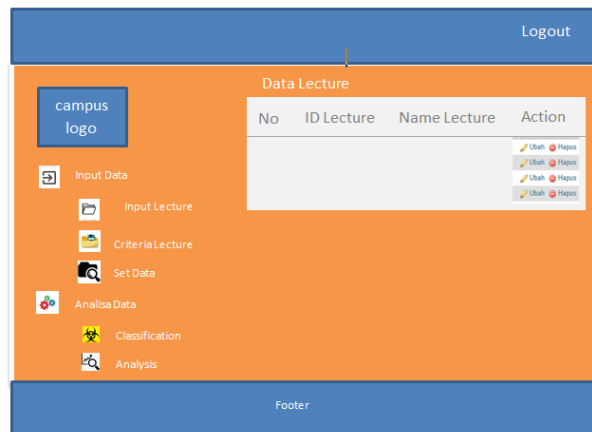 Logout
campus
logo
Input Data
Input Lecture
Criteria Lecture
Set Data
Analisa Data
Classification
Analysis
Data Lecture
No ID Lecture Name Lecture Action
Ubah Hapus
Ubah Hapus
Ubah Hapus
Ubah Hapus
Footer